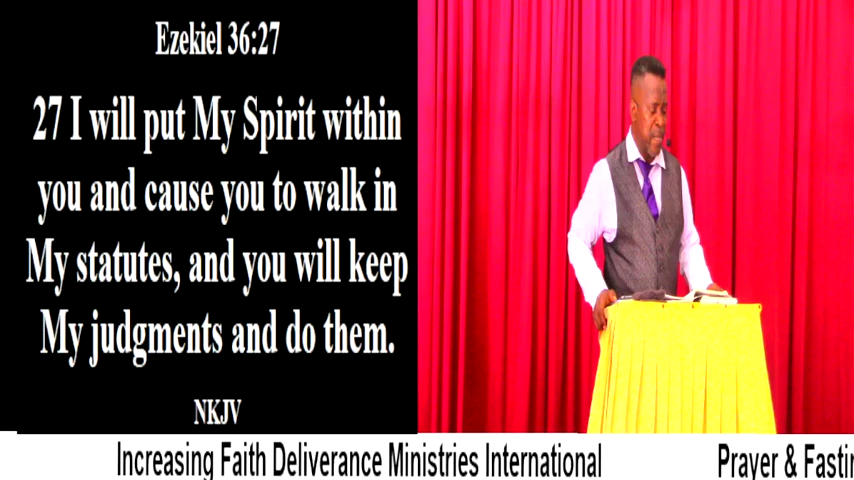 Ezekiel 36:27
27 I will put My Spirit within
you and cause you to walk in
My statutes, and you will keep
My judgments and do them.
NKJV
Increasing Faith Deliverance Ministries International
Prayer & Fastin